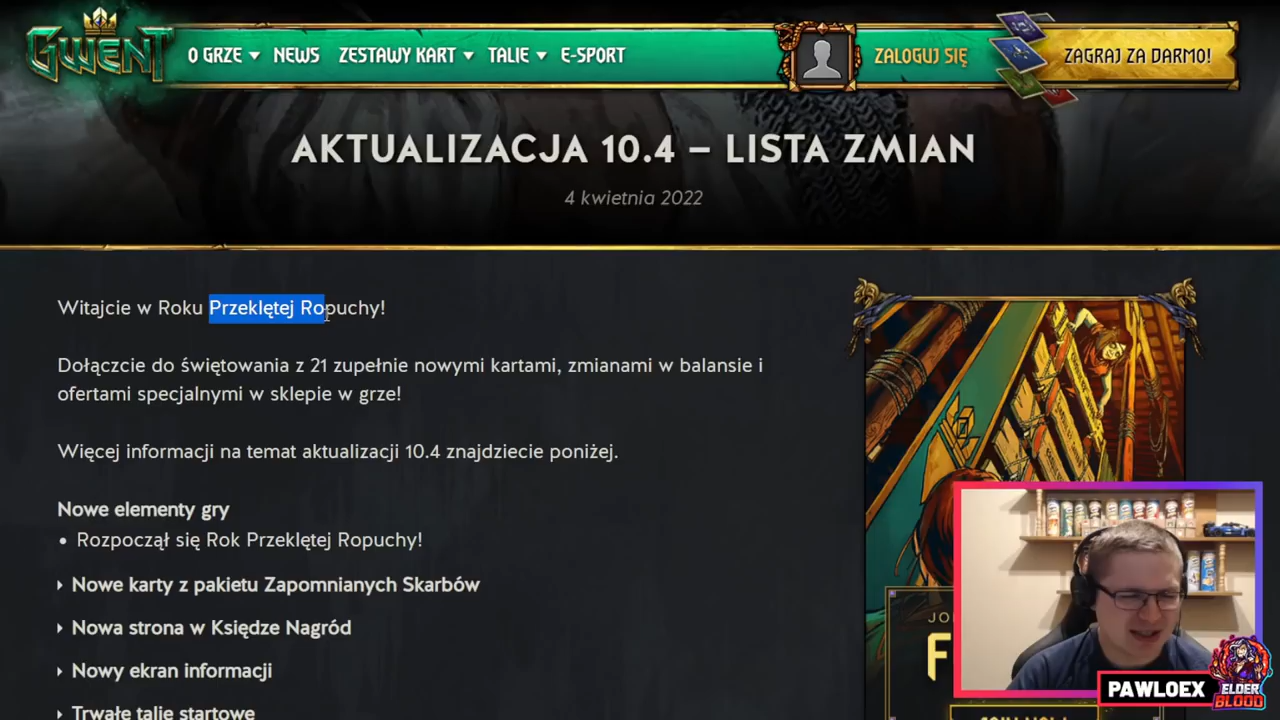 GWENT
O GRZE NEWS ZESTAWY KART TALIE E-SPORT
ZALOGUJ SIĘ
ZAGRAJ ZA DARMO!
AKTUALIZACJA 10.4 – LISTA ZMIAN
4 kwietnia 2022
Witajcie w Roku Przeklętej Ropuchy!
Dołączcie do świętowania z 21 zupełnie nowymi kartami, zmianami w balansie i
ofertami specjalnymi w sklepie w grze!
Więcej informacji na temat aktualizacji 10.4 znajdziecie poniżej.
Nowe elementy gry
• Rozpoczął się Rok Przeklętej Ropuchy!
Nowe karty z pakietu Zapomnianych Skarbów
Nowa strona w Księdze Nagród
Nowy ekran informacji
Trwałe talie startowe
PAWLOEX
ELDER
BLOOD